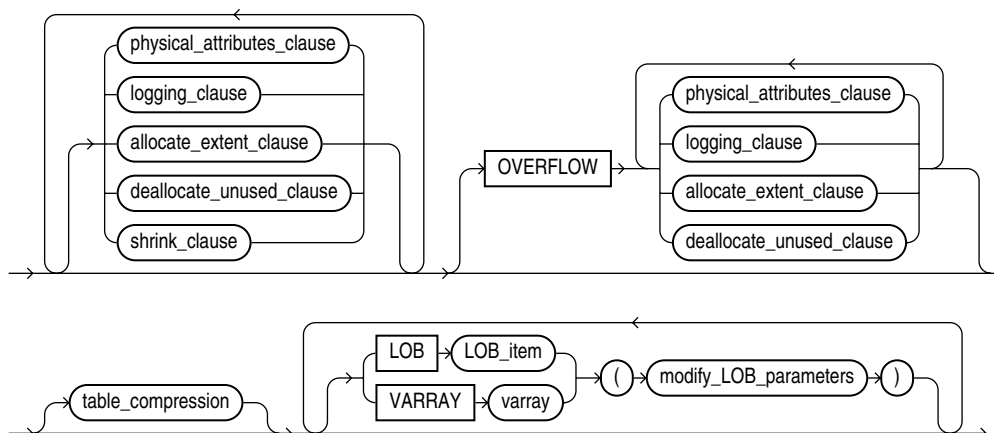 physical_attributes_clause
logging_clause
allocate_extent_clause
deallocate_unused_clause
shrink_clause
OVERFLOW
physical_attributes_clause
logging_clause
allocate_extent_clause
deallocate_unused_clause
table_compression
LOB LOB_item
VARRAY varray
( modify_LOB_parameters )